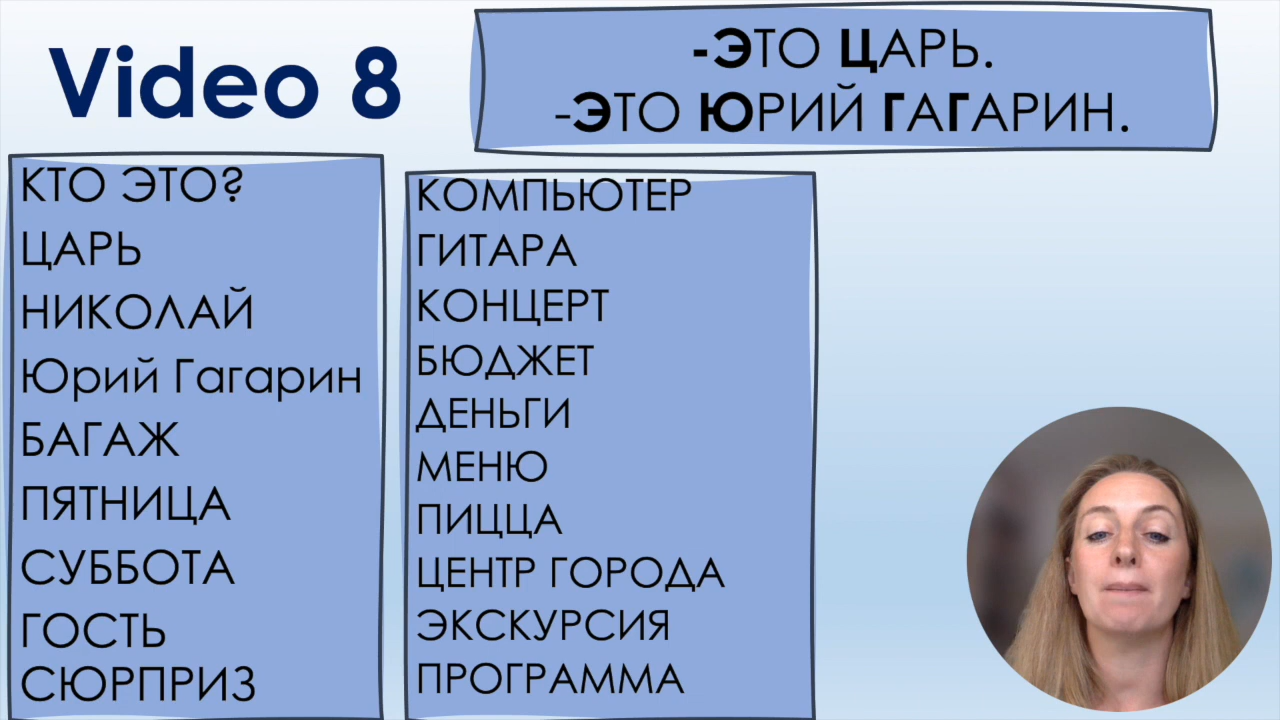 Video 8
-ЭТО ЦАРЬ.
-ЭТО ЮРИЙ ГАГАРИН.
КТО ЭТО?
ЦАРЬ
НИКОЛАЙ
Юрий Гагарин
БАГАЖ
ПЯТНИЦА
СУББОТА
ГОСТЬ
СЮРПРИЗ
КОМПЬЮТЕР
ГИТАРА
КОНЦЕРТ
БЮДЖЕТ
ДЕНЬГИ
МЕНЮ
ПИЦЦА
ЦЕНТР ГОРОДА
ЭКСКУРСИЯ
ПРОГРАММА